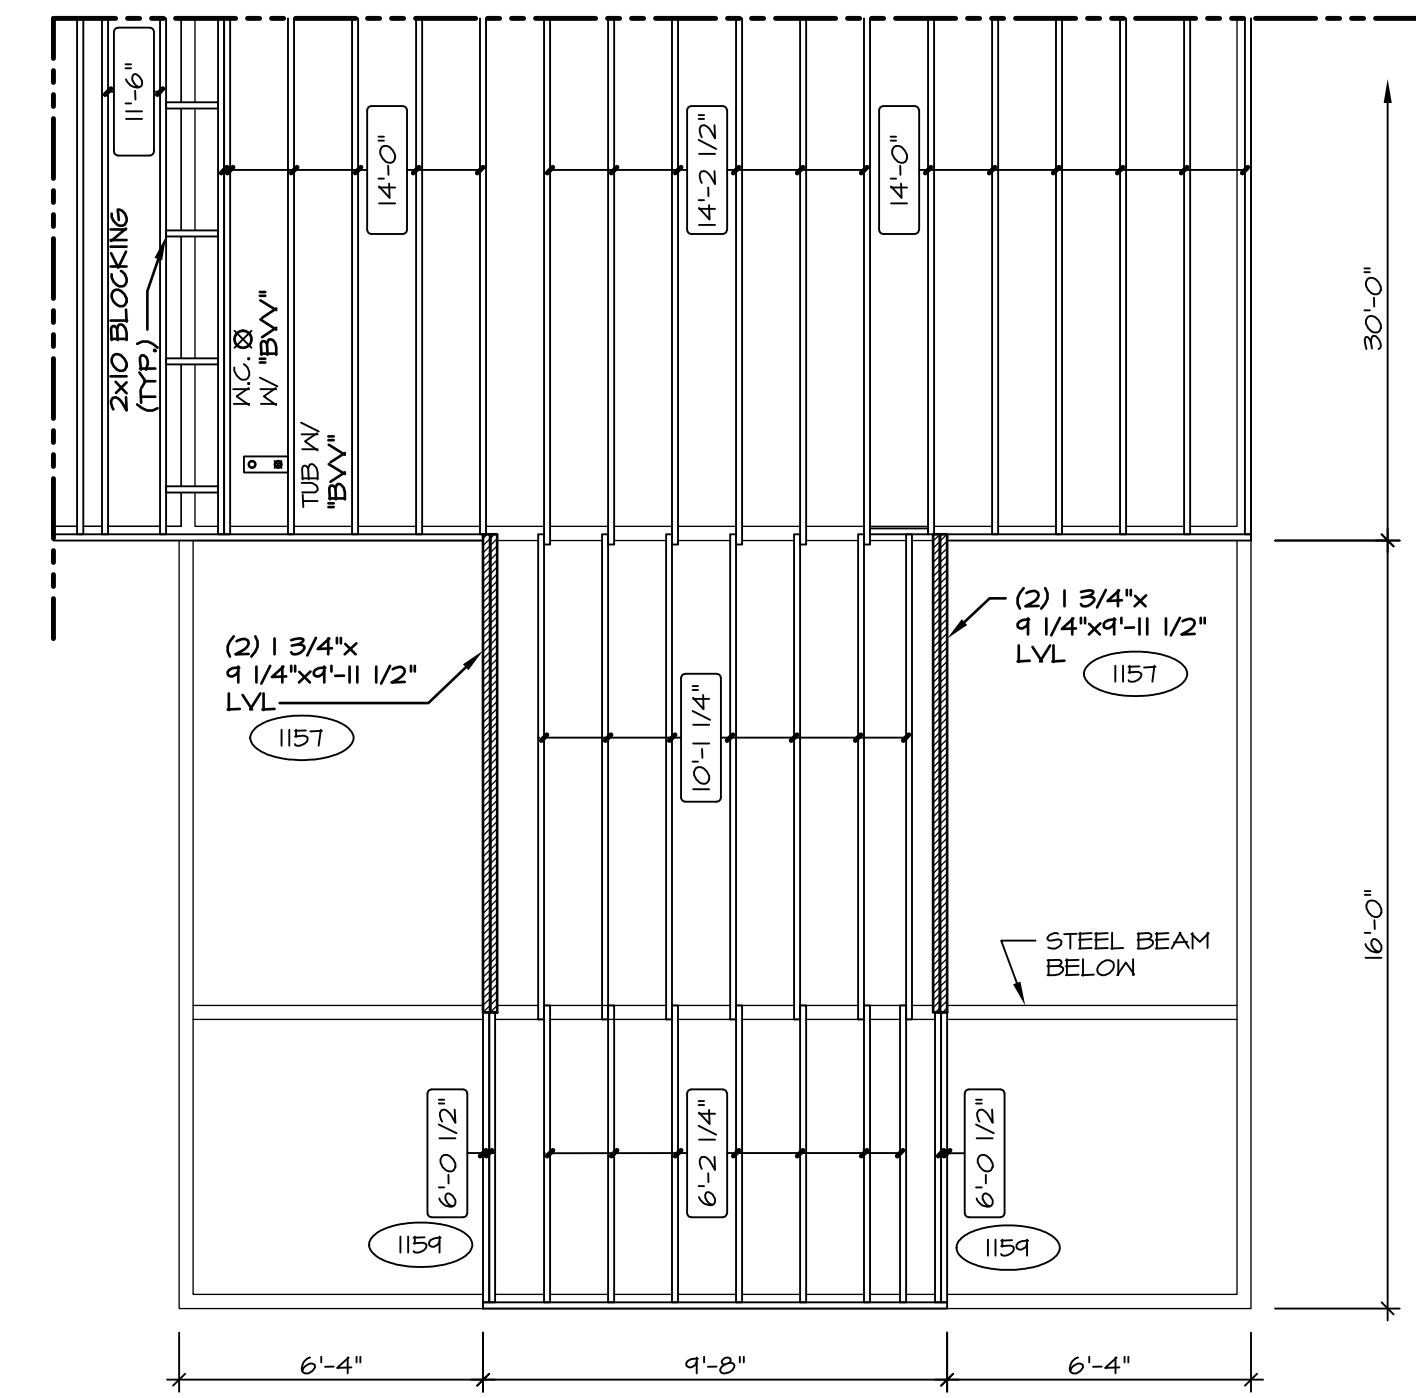 11'-6"
14'-0"
14'-2 1/2"
14'-0"
30'-0"
2x10 BLOCKING
(TYP.)
W.C.
W/ "BVV"
TUB W/
"BVV"
(2) 1 3/4"x
9 1/4"x9'-11 1/2"
LVL
1157
(2) 1 3/4"x
9 1/4"x9'-11 1/2"
LVL
1157
10'-1 1/4"
STEEL BEAM
BELOW
16'-0"
6'-0 1/2"
6'-2 1/4"
6'-0 1/2"
1159
1159
6'-4"
9'-8"
6'-4"